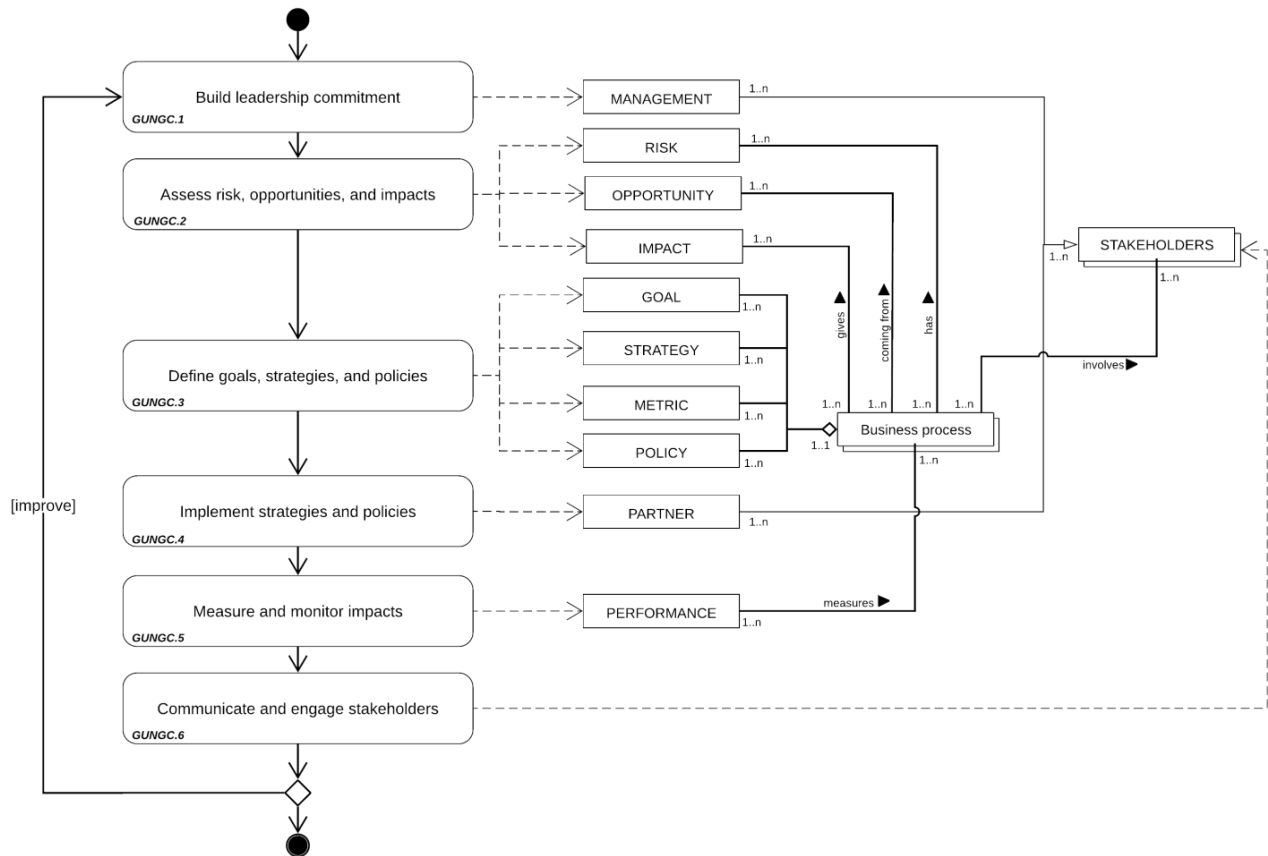 Build leadership commitment
GUNGC.1
MANAGEMENT
1..n
RISK
1..n
Assess risk, opportunities, and impacts
GUNGC.2
OPPORTUNITY
1..n
IMPACT
1..n
STAKEHOLDERS
1..n
1..n
GOAL
1..n
gives
coming from
has
STRATEGY
1..n
involves
Define goals, strategies, and policies
GUNGC.3
METRIC
1..n
1..n
1..n
1..n
1..n
Business process
1..1
1..n
POLICY
1..n
[improve]
Implement strategies and policies
GUNGC.4
PARTNER
1..n
Measure and monitor impacts
GUNGC.5
PERFORMANCE
1..n
measures
Communicate and engage stakeholders
GUNGC.6